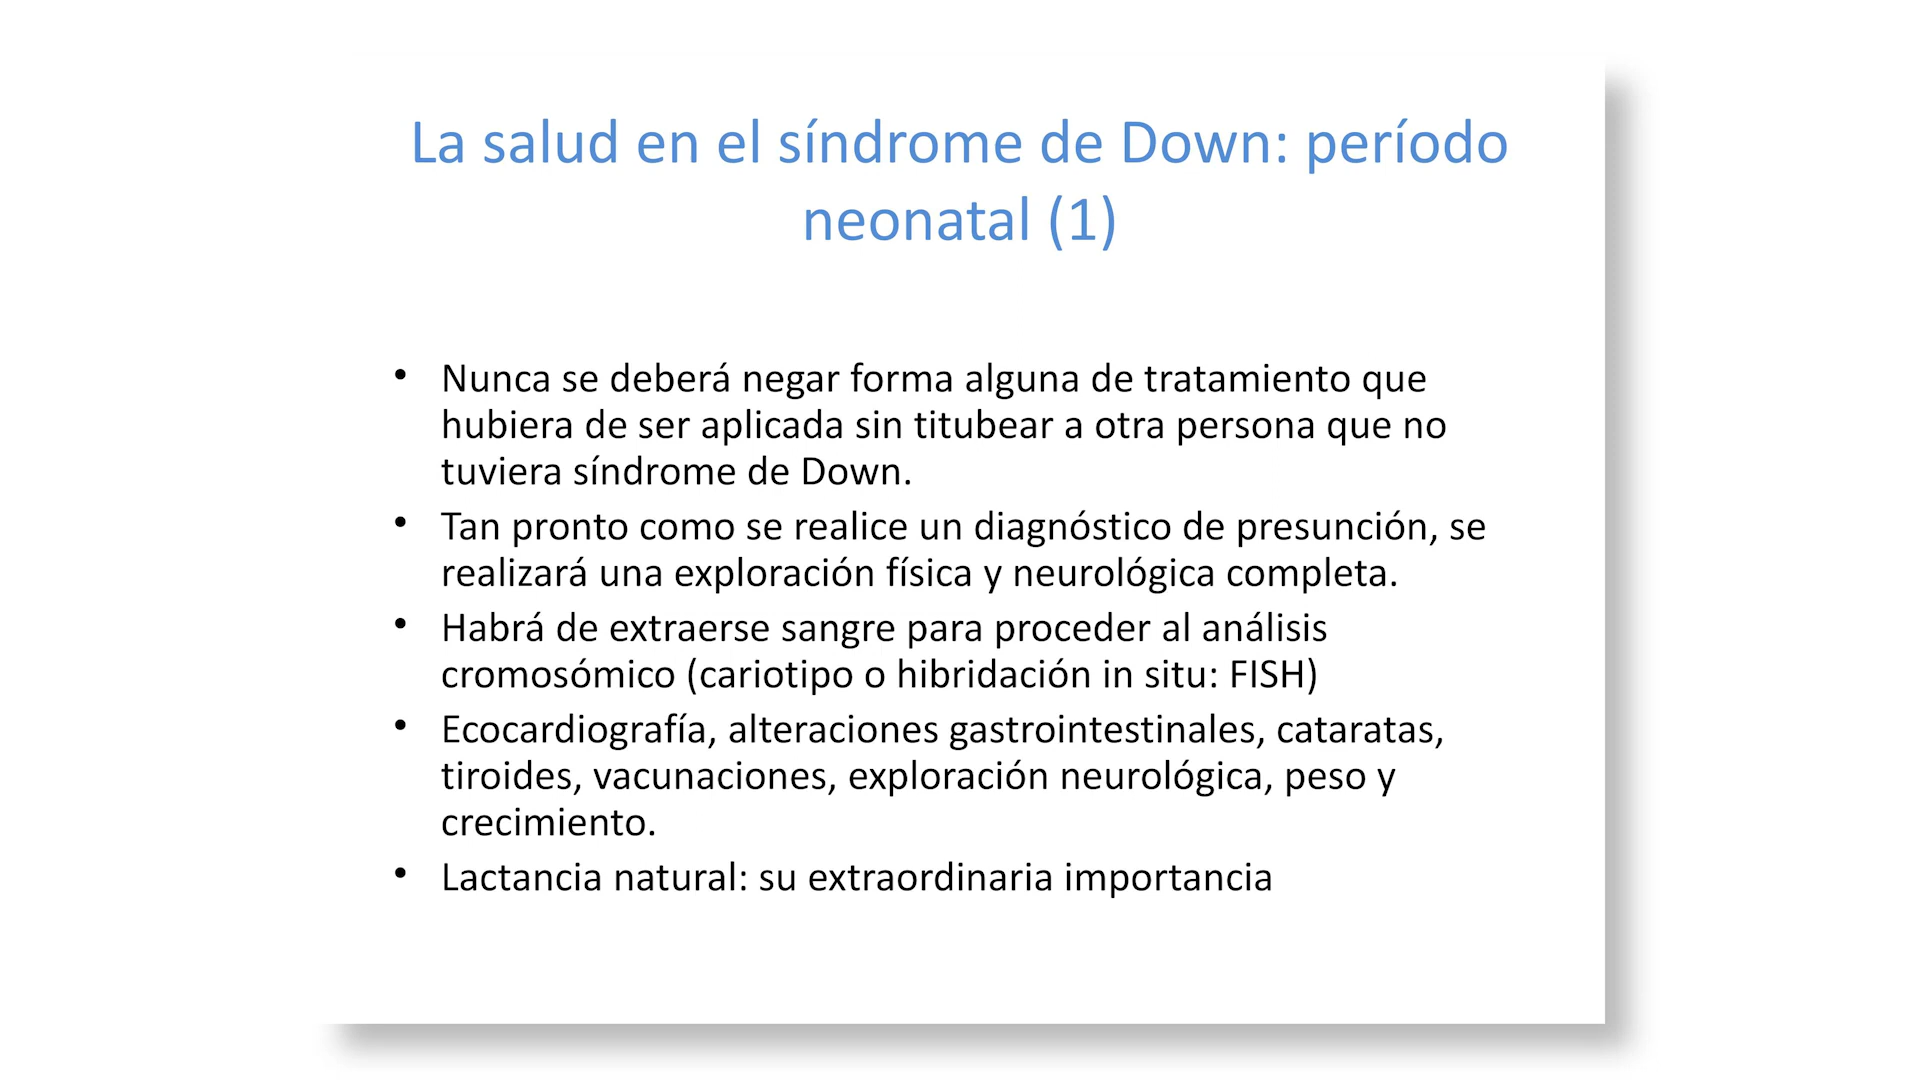 La salud en el síndrome de Down: período
neonatal (1)
• Nunca se deberá negar forma alguna de tratamiento que
hubiera de ser aplicada sin titubear a otra persona que no
tuviera síndrome de Down.
• Tan pronto como se realice un diagnóstico de presunción, se
realizará una exploración física y neurológica completa.
• Habrá de extraerse sangre para proceder al análisis
cromosómico (cariotipo o hibridación in situ: FISH)
• Ecocardiografía, alteraciones gastrointestinales, cataratas,
tiroides, vacunaciones, exploración neurológica, peso y
crecimiento.
• Lactancia natural: su extraordinaria importancia